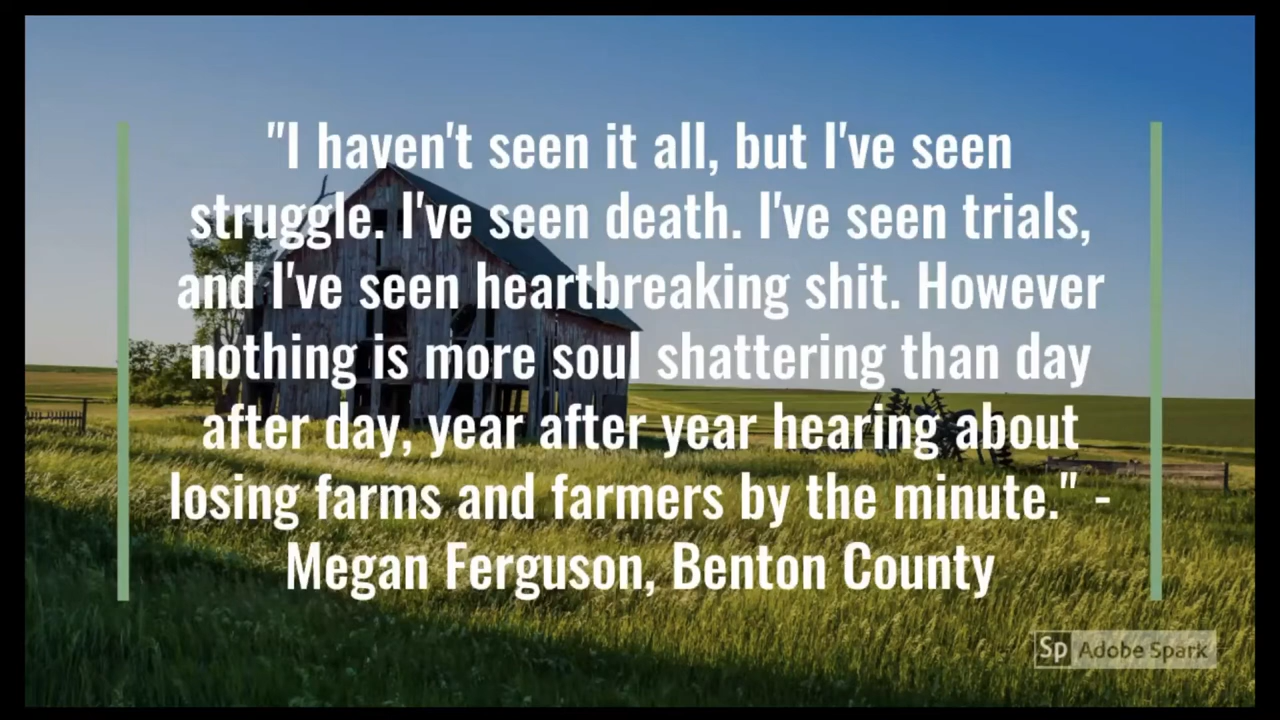 "I haven't seen it all, but I've seen
struggle. I've seen death. I've seen trials,
and I've seen heartbreaking shit. However
nothing is more soul shattering than day
after day, year after year hearing about
losing farms and farmers by the minute." -
Megan Ferguson, Benton County
Sp Adobe Spark